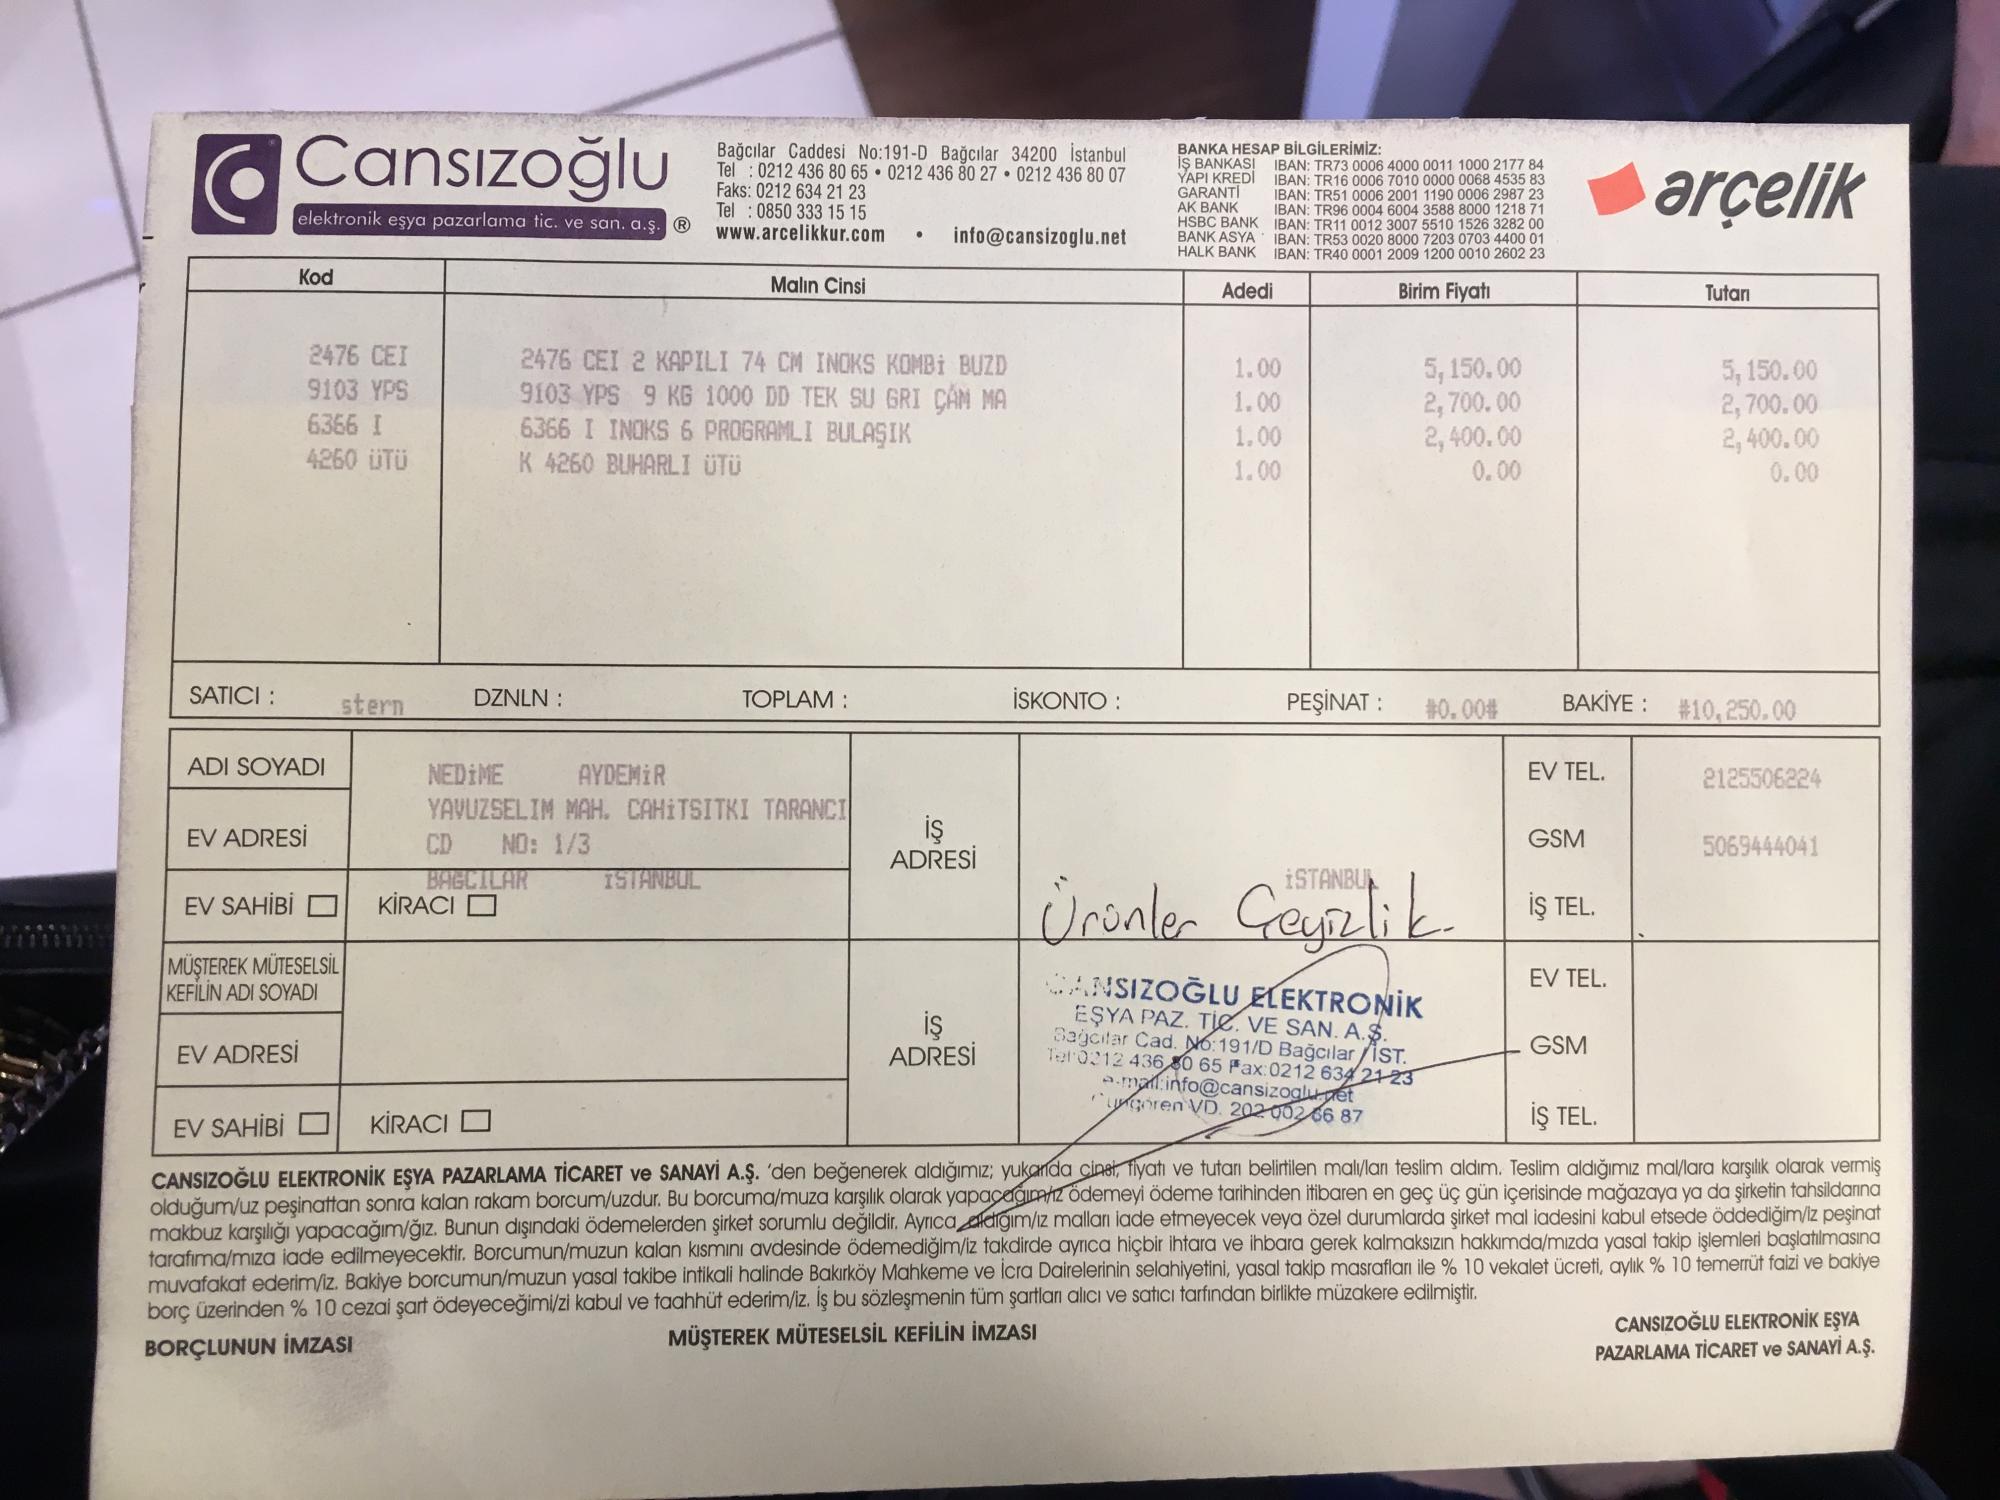 Cansızoğlu
elektronik eşya pazarlama tic. ve san. a.ş. ®
Bağcılar Caddesi No:191-D Bağcılar 34200 İstanbul
Tel : 0212 436 80 65 • 0212 436 80 27 • 0212 436 80 07
Faks: 0212 634 21 23
Tel : 0850 333 15 15
www.arcelikkur.com • info@cansizoglu.net
BANKA HESAP BİLGİLERİMİZ:
İŞ BANKASI IBAN: TR73 0006 4000 0011 1000 2177 84
YAPI KREDİ IBAN: TR16 0006 7010 0000 0068 4535 83
GARANTİ IBAN: TR51 0006 2001 1190 0006 2987 23
AK BANK IBAN: TR96 0004 6004 3588 8000 1218 71
HSBC BANK IBAN: TR11 0012 3007 5510 1526 3282 00
BANK ASYA IBAN: TR53 0020 8000 7203 0703 4400 01
HALK BANK IBAN: TR40 0001 2009 1200 0010 2602 23
arçelik
Kod Malın Cinsi Adedi Birim Fiyatı Tutarı
2476 CEI 2476 CEI 2 KAPILI 74 CM INOKS KOMBİ BUZD 1.00 5,150.00 5,150.00
9103 YPS 9103 YPS 9 KG 1000 DD TEK SU GRI ÇAM MA 1.00 2,700.00 2,700.00
6366 I 6366 I INOKS 6 PROGRAMLI BULAŞIK 1.00 2,400.00 2,400.00
4260 ÜTÜ K 4260 BUHARLI ÜTÜ 1.00 0.00 0.00
SATICI : stern DZNLN : TOPLAM : İSKONTO : PEŞİNAT : #0.00# BAKİYE : #10,250.00
ADI SOYADI NEDİME AYDEMİR
EV ADRESİ YAVUZSELIM MAH. CAHİTSITKI TARANCI
CD NO: 1/3
BAGCILAR İSTANBUL
EV SAHİBİ KİRACI
İŞ ADRESİ
İSTANBUL
Ürünler Çeyizlik.
EV TEL. 2125506224
GSM 5069444041
İŞ TEL.
MÜŞTEREK MÜTESELSİL
KEFİLİN ADI SOYADI
EV ADRESİ
EV SAHİBİ KİRACI
İŞ ADRESİ
CANSIZOĞLU ELEKTRONİK
EŞYA PAZ. TİC. VE SAN. A.Ş.
Bağcılar Cad. No:191/D Bağcılar / İST.
Tel:0212 436 80 65 Fax:0212 634 21 23
e-mail:info@cansizoglu.net
Güngören VD. 202 002 66 87
EV TEL.
GSM
İŞ TEL.
CANSIZOĞLU ELEKTRONİK EŞYA PAZARLAMA TİCARET ve SANAYİ A.Ş. 'den beğenerek aldığımız; yukarıda cinsi, fiyatı ve tutarı belirtilen malı/ları teslim aldım. Teslim aldığımız mal/lara karşılık olarak vermiş
olduğum/uz peşinattan sonra kalan rakam borcum/uzdur. Bu borcuma/muza karşılık olarak yapacağım/ız ödemeyi ödeme tarihinden itibaren en geç üç gün içerisinde mağazaya ya da şirketin tahsildarına
makbuz karşılığı yapacağım/ğız. Bunun dışındaki ödemelerden şirket sorumlu değildir. Ayrıca, aldığım/ız malları iade etmeyecek veya özel durumlarda şirket mal iadesini kabul etsede öddediğim/iz peşinat
tarafıma/mıza iade edilmeyecektir. Borcumun/muzun kalan kısmını avdesinde ödemediğim/iz takdirde ayrıca hiçbir ihtara ve ihbara gerek kalmaksızın hakkımda/mızda yasal takip işlemleri başlatılmasına
muvafakat ederim/iz. Bakiye borcumun/muzun yasal takibe intikali halinde Bakırköy Mahkeme ve İcra Dairelerinin selahiyetini, yasal takip masrafları ile % 10 vekalet ücreti, aylık % 10 temerrüt faizi ve bakiye
borç üzerinden % 10 cezai şart ödeyeceğimi/zi kabul ve taahhüt ederim/iz. İş bu sözleşmenin tüm şartları alıcı ve satıcı tarfından birlikte müzakere edilmiştir.
BORÇLUNUN İMZASI MÜŞTEREK MÜTESELSİL KEFİLİN İMZASI
CANSIZOĞLU ELEKTRONİK EŞYA
PAZARLAMA TİCARET ve SANAYİ A.Ş.